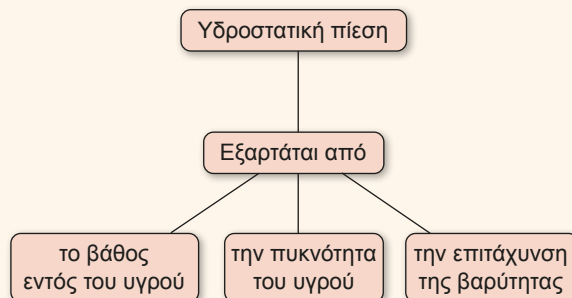 Υδροστατική πίεση
Εξαρτάται από
το βάθος
εντός του υγρού
την πυκνότητα
του υγρού
την επιτάχυνση
της βαρύτητας